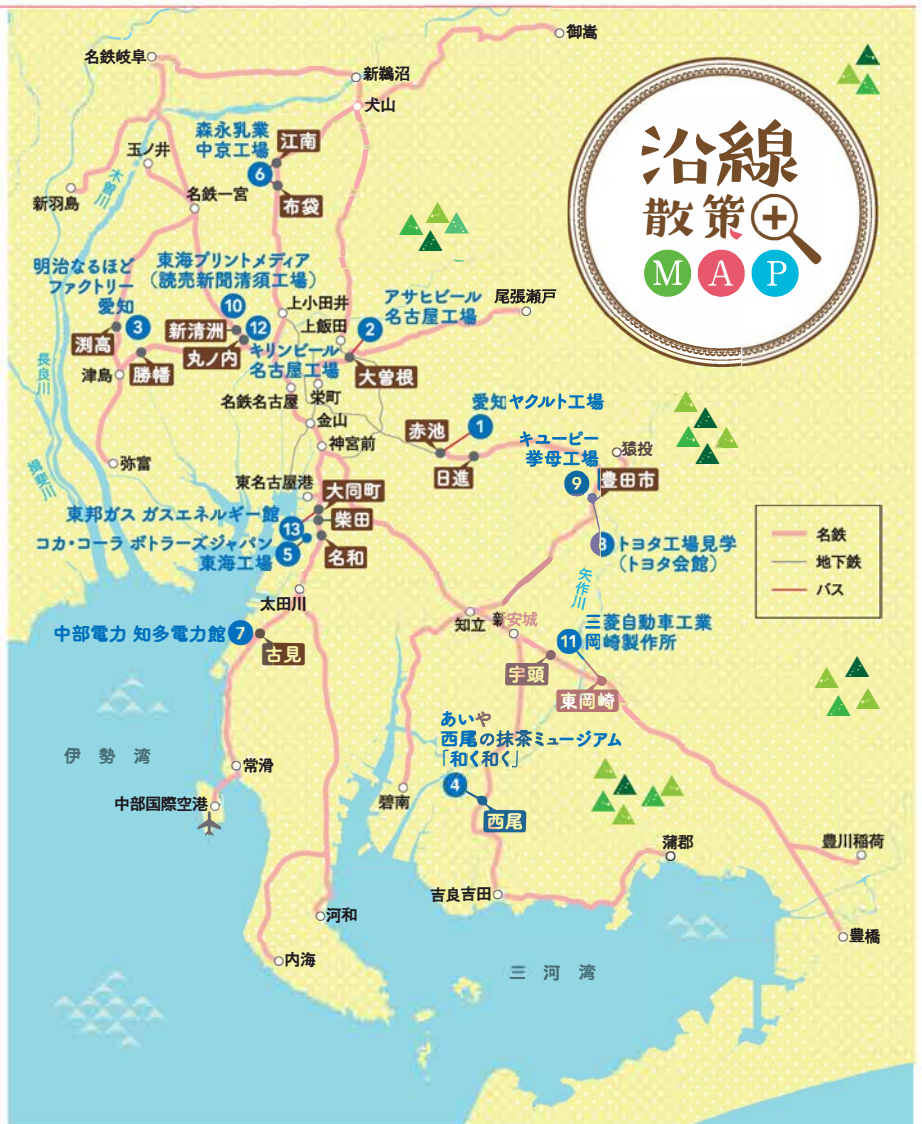 沿線
散策
MAP
御嵩
名鉄岐阜
新鵜沼
犬山
森永乳業
中京工場
6
江南
布袋
玉ノ井
木曽川
新羽島
名鉄一宮
明治なるほど
ファクトリー
愛知
3
渕高
東海プリントメディア
(読売新聞清須工場)
10
新清洲
12
丸ノ内
キリンビール
名古屋工場
上小田井
上飯田
アサヒビール
名古屋工場
2
大曽根
尾張瀬戸
長良川
津島
勝幡
名鉄名古屋
栄町
金山
神宮前
愛知ヤクルト工場
1
赤池
日進
キユーピー
挙母工場
9
猿投
豊田市
揖斐川
弥富
東名古屋港
大同町
柴田
名和
東邦ガス ガスエネルギー館
13
コカ・コーラ ボトラーズジャパン
東海工場
5
8
トヨタ工場見学
(トヨタ会館)
名鉄
地下鉄
バス
矢作川
太田川
中部電力 知多電力館
7
古見
知立
新安城
三菱自動車工業
岡崎製作所
11
宇頭
東岡崎
あいや
西尾の抹茶ミュージアム
「和く和く」
4
西尾
伊勢湾
常滑
中部国際空港
碧南
蒲郡
豊川稲荷
吉良吉田
河和
豊橋
内海
三河湾